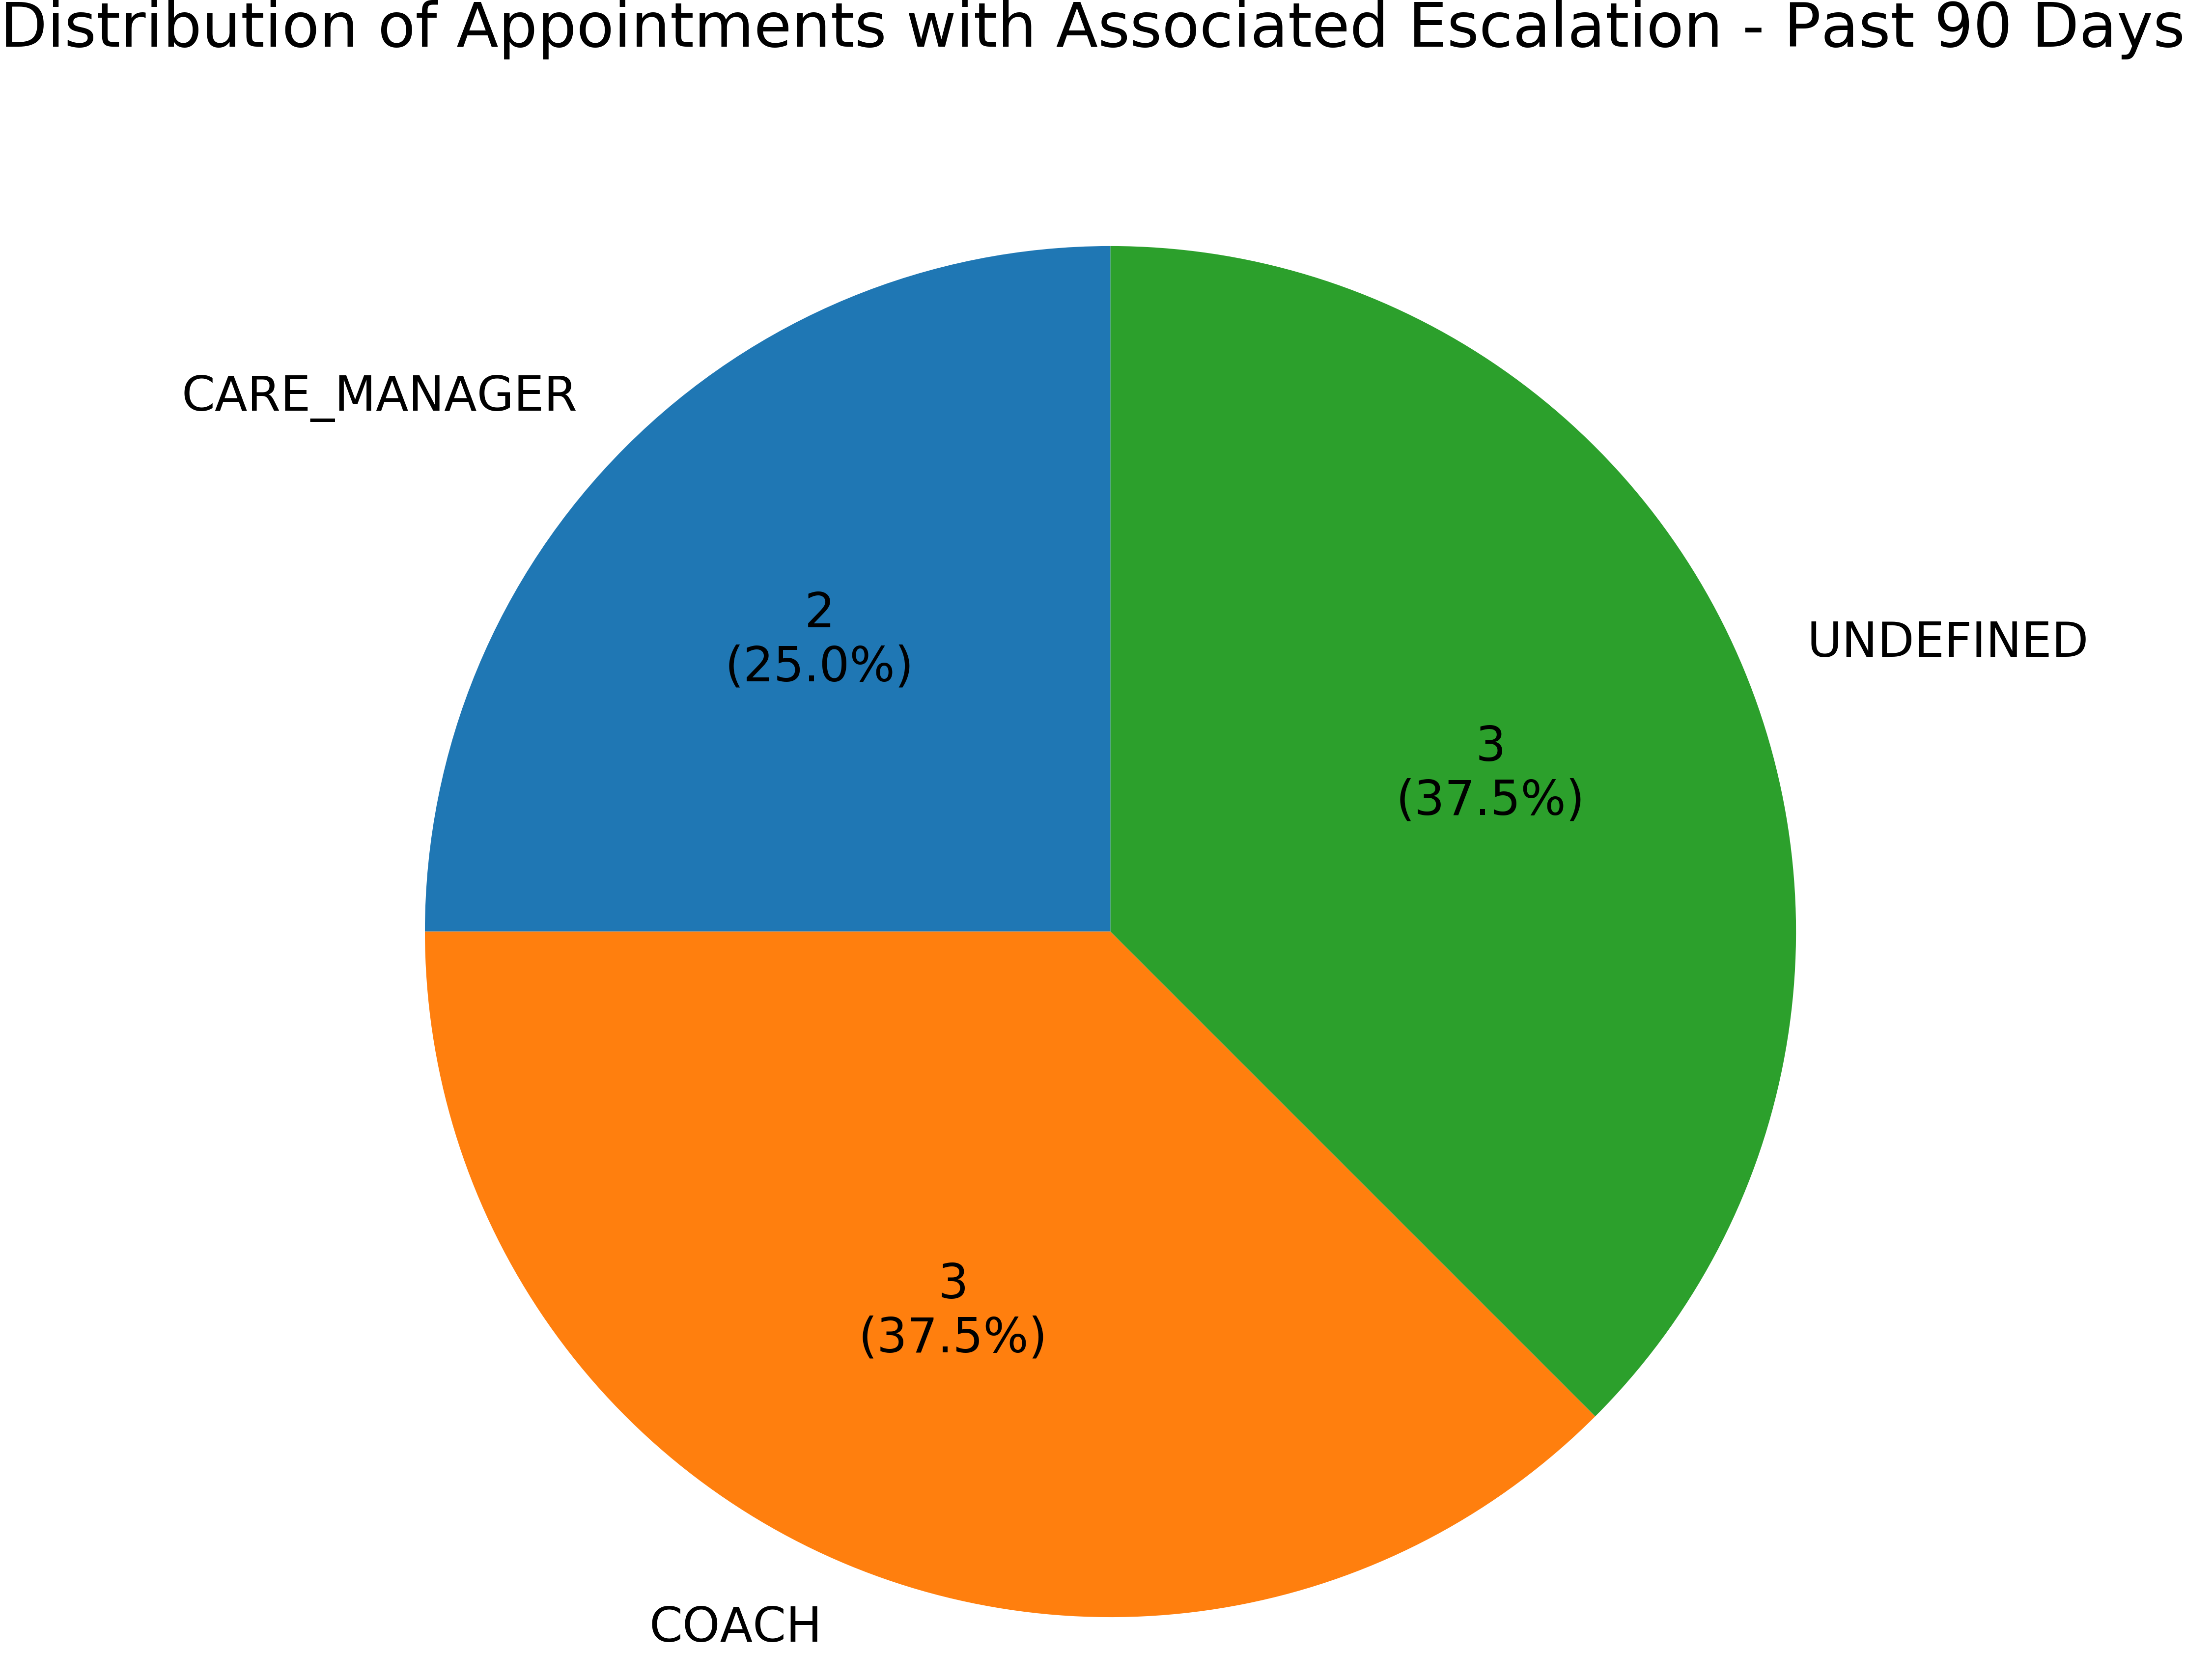 Distribution of Appointments with Associated Escalation - Past 90 Days
CARE_MANAGER
2
(25.0%)
UNDEFINED
3
(37.5%)
3
(37.5%)
COACH